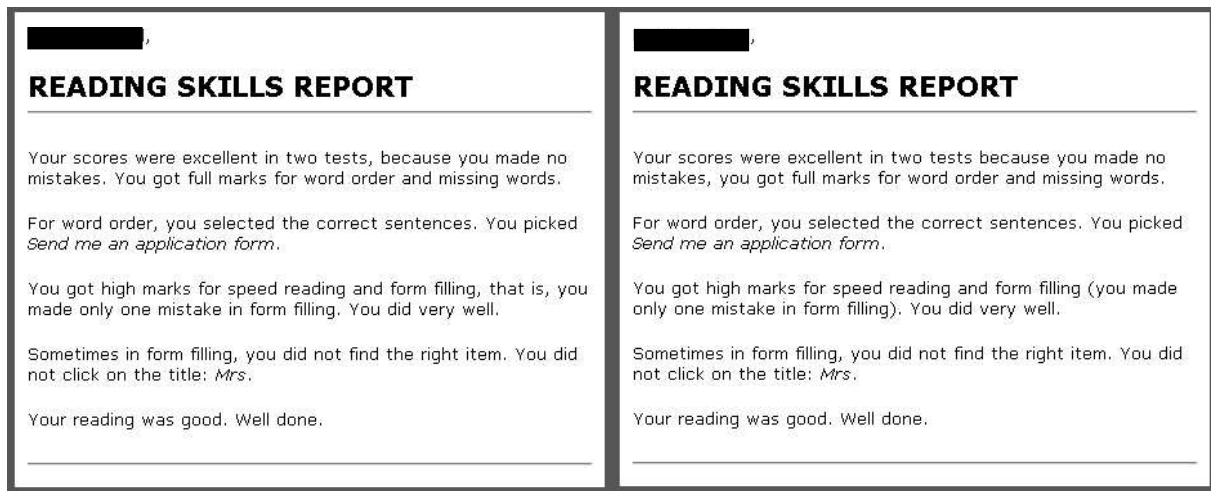 ,
READING SKILLS REPORT
Your scores were excellent in two tests, because you made no
mistakes. You got full marks for word order and missing words.
For word order, you selected the correct sentences. You picked
Send me an application form.
You got high marks for speed reading and form filling, that is, you
made only one mistake in form filling. You did very well.
Sometimes in form filling, you did not find the right item. You did
not click on the title: Mrs.
Your reading was good. Well done.
,
READING SKILLS REPORT
Your scores were excellent in two tests because you made no
mistakes, you got full marks for word order and missing words.
For word order, you selected the correct sentences. You picked
Send me an application form.
You got high marks for speed reading and form filling (you made
only one mistake in form filling). You did very well.
Sometimes in form filling, you did not find the right item. You did
not click on the title: Mrs.
Your reading was good. Well done.